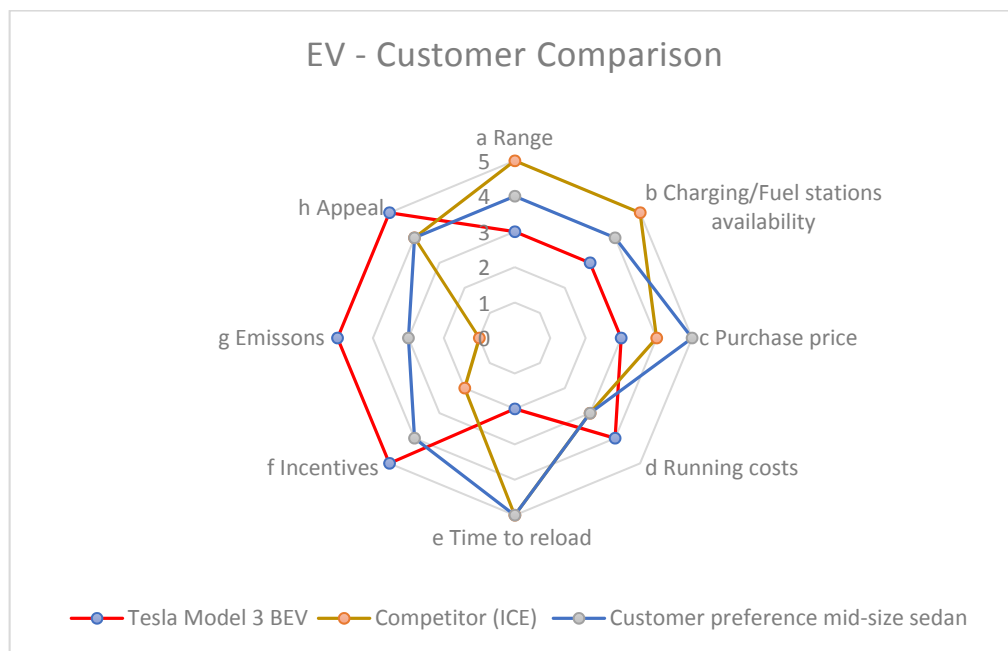 EV - Customer Comparison
a Range
5
4
3
2
1
0
b Charging/Fuel stations
availability
c Purchase price
d Running costs
e Time to reload
f Incentives
g Emissons
h Appeal
Tesla Model 3 BEV
Competitor (ICE)
Customer preference mid-size sedan